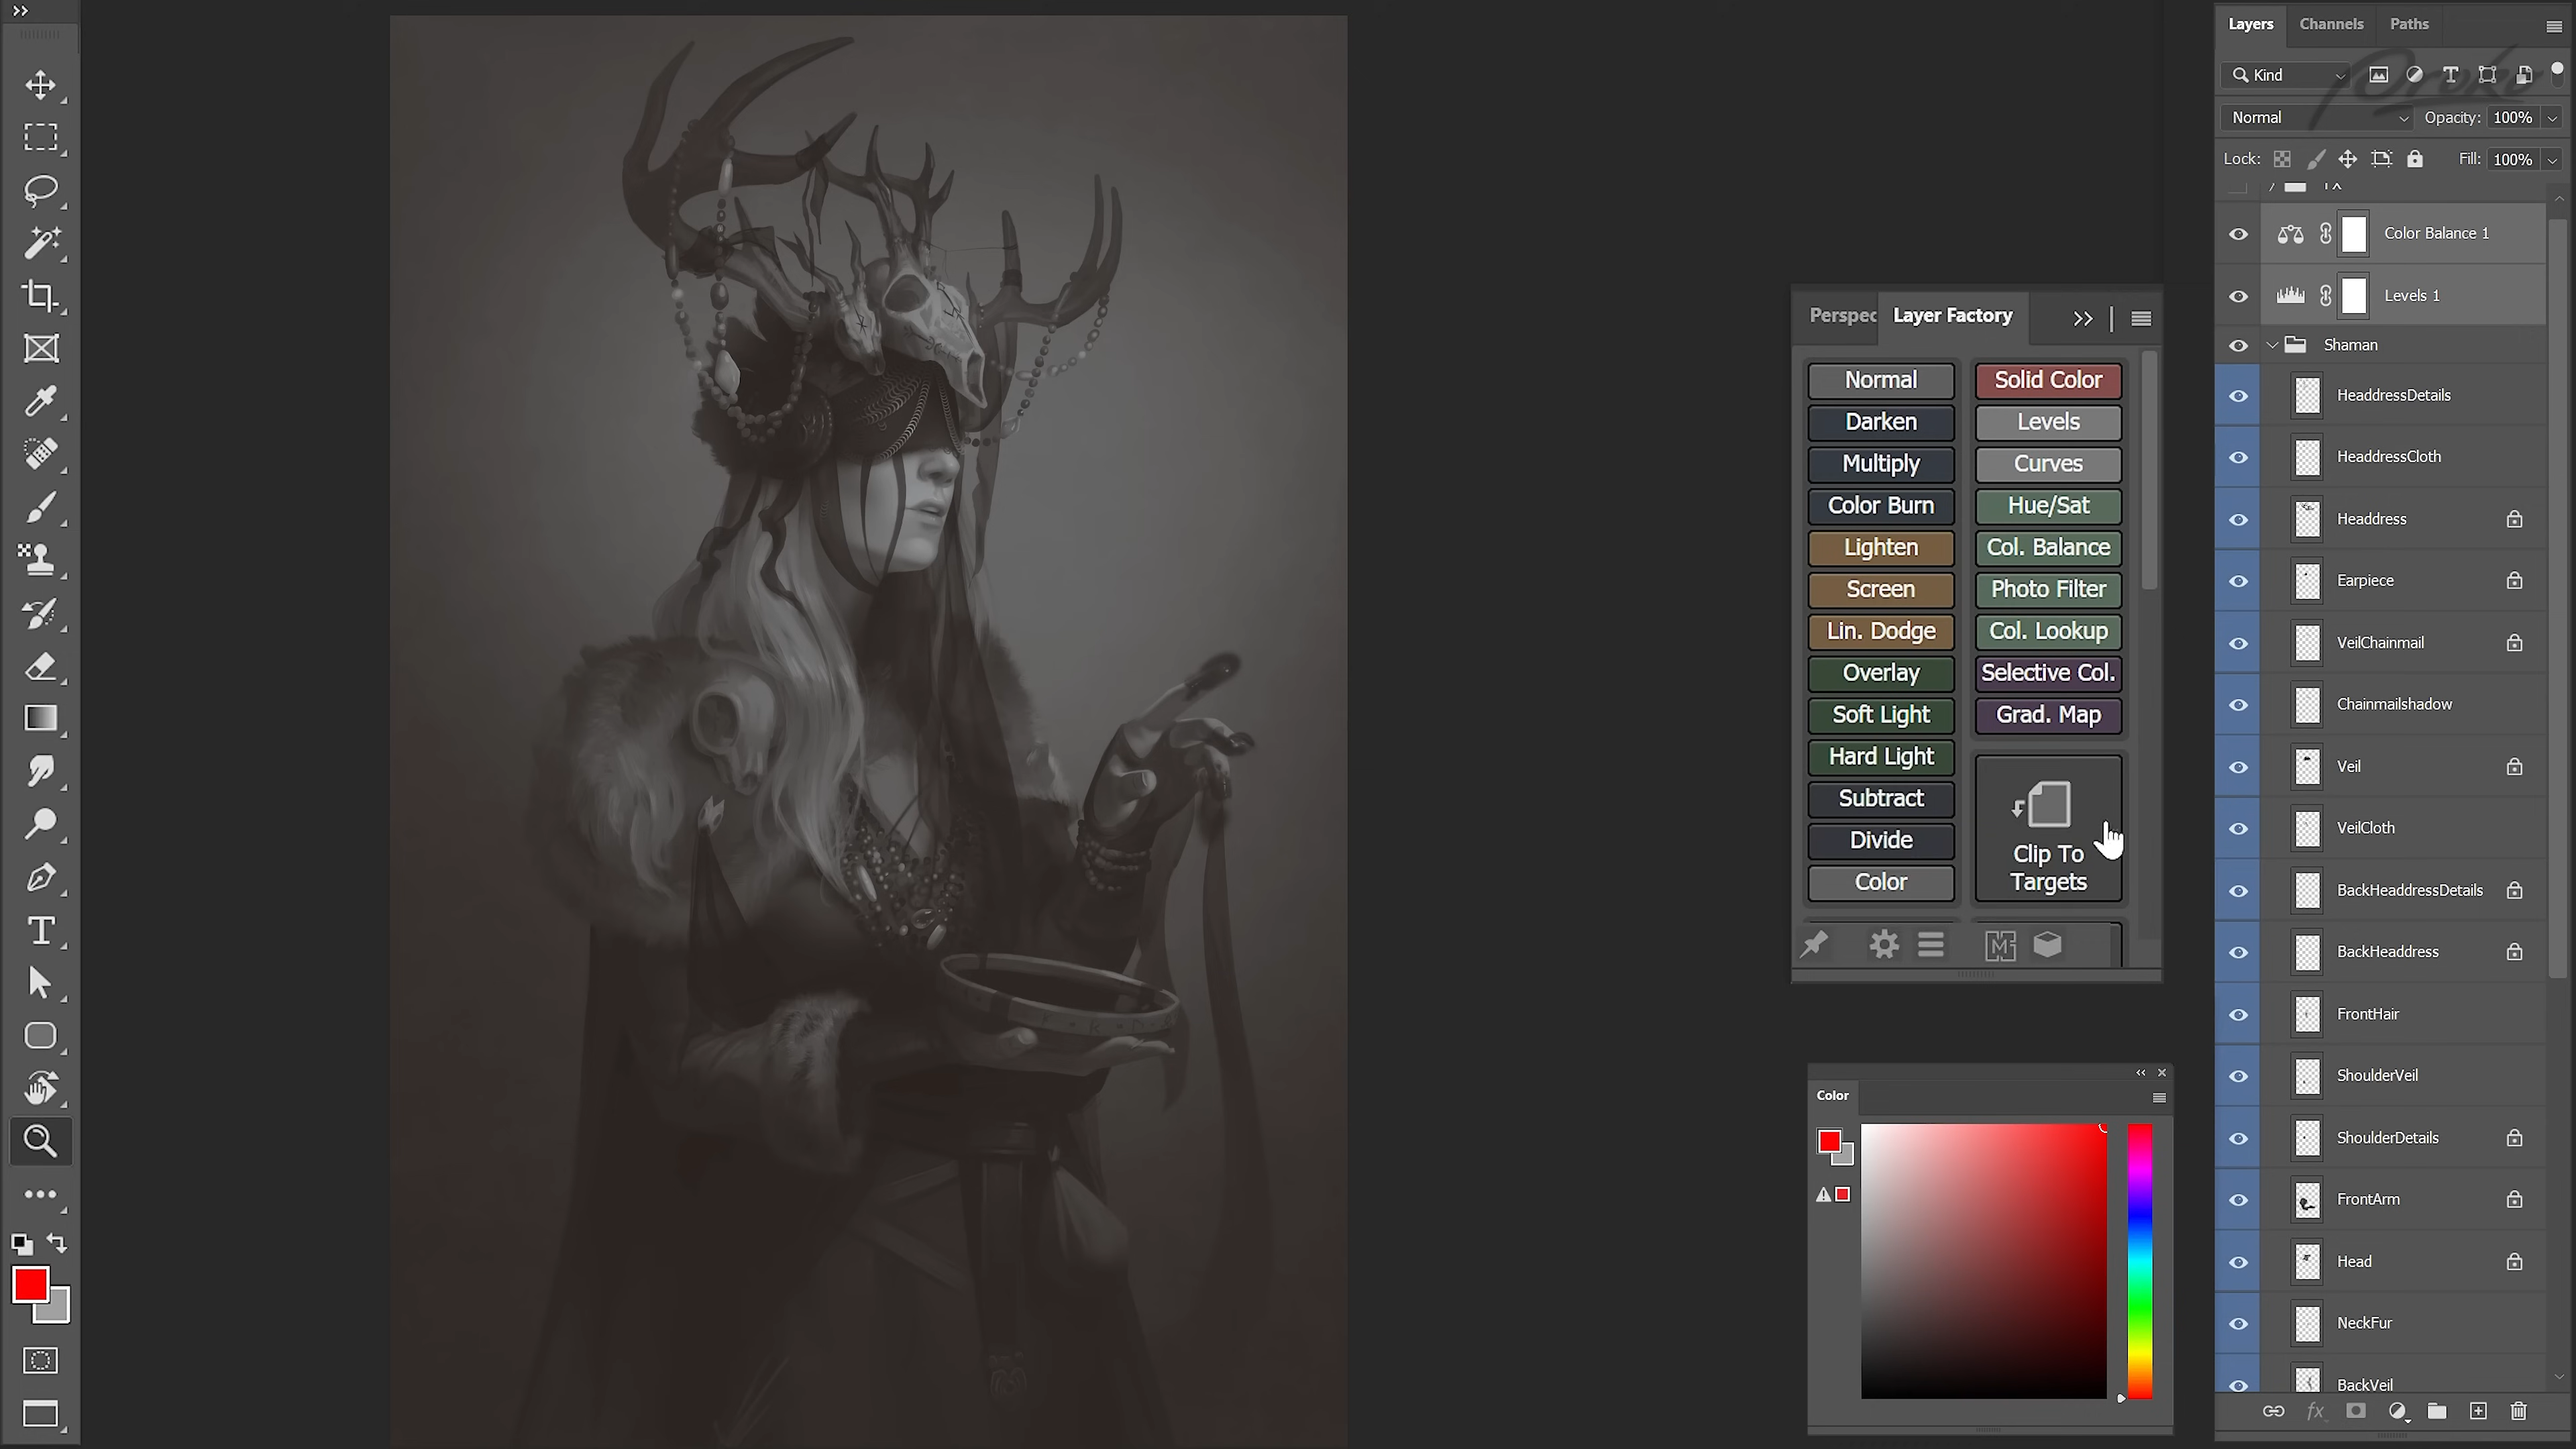 Layers Channels Paths
Kind
Normal Opacity: 100%
Lock: Fill: 100%
Color Balance 1
Levels 1
Shaman
HeaddressDetails
HeaddressCloth
Headdress
Earpiece
VeilChainmail
Chainmailshadow
Veil
VeilCloth
BackHeaddressDetails
BackHeaddress
FrontHair
ShoulderVeil
ShoulderDetails
FrontArm
Head
NeckFur
BackVeil
fx
Perspec Layer Factory
Normal Solid Color
Darken Levels
Multiply Curves
Color Burn Hue/Sat
Lighten Col. Balance
Screen Photo Filter
Lin. Dodge Col. Lookup
Overlay Selective Col.
Soft Light Grad. Map
Hard Light
Subtract
Divide
Color
Clip To
Targets
Color